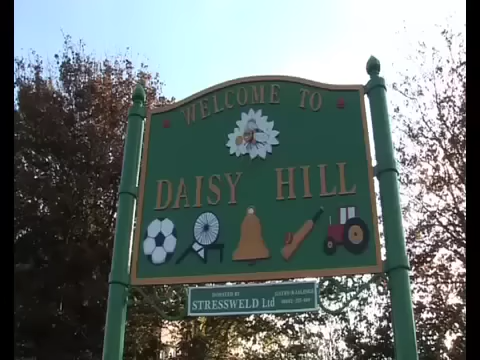 WELCOME TO
DAISY HILL
DONATED BY
STRESSWELD Ltd